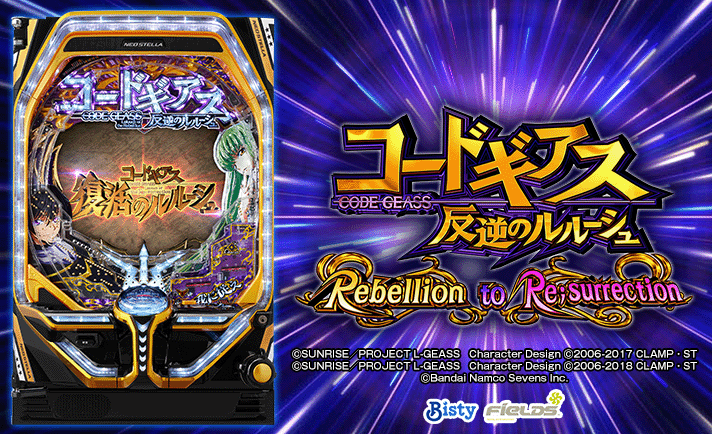 NEO STELLA
コードギアス
CODE GEASS
反逆のルルーシュ
コードギアス
復活のルルーシュ
コードギアス
CODE GEASS
反逆のルルーシュ
Rebellion to Re;surrection
©SUNRISE／PROJECT L-GEASS Character Design ©2006-2017 CLAMP・ST
©SUNRISE／PROJECT L-GEASS Character Design ©2006-2018 CLAMP・ST
©Bandai Namco Sevens Inc.
Bisty FIELDS